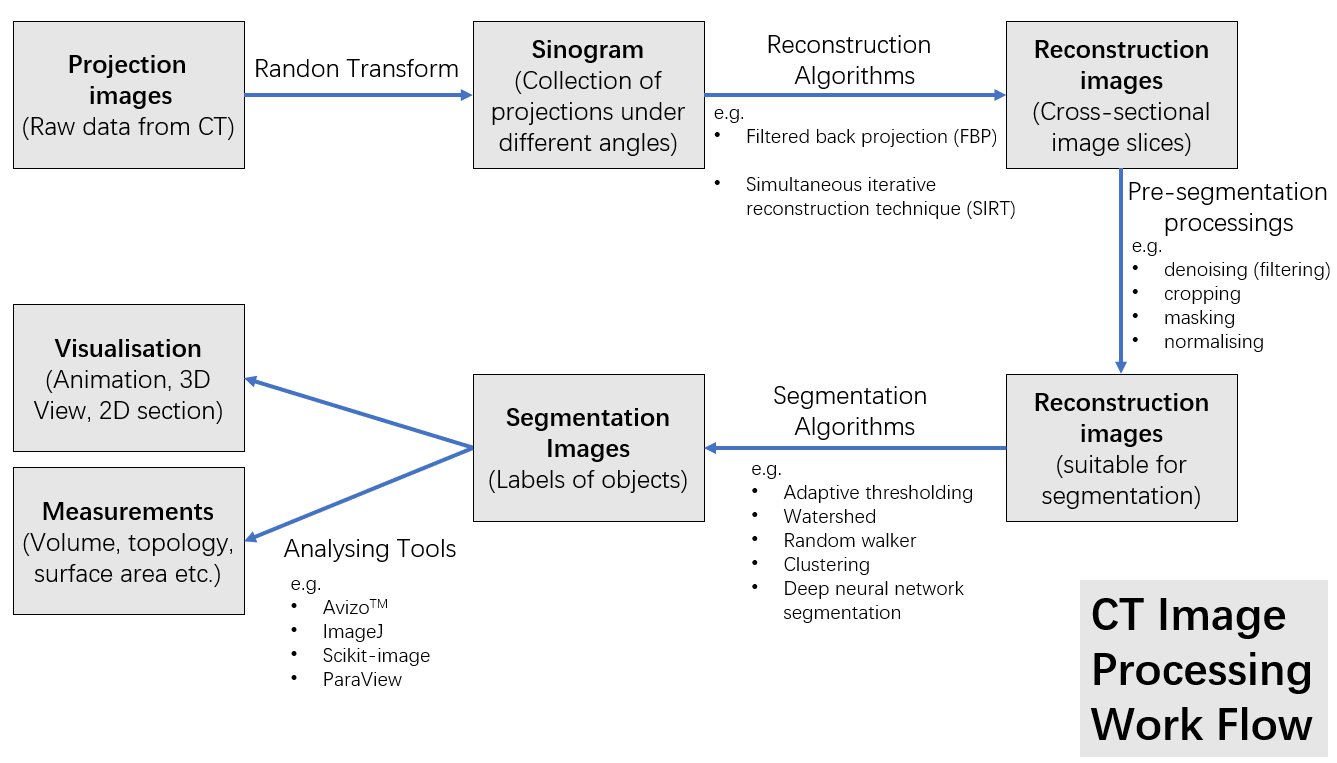 Projection
images
(Raw data from CT)
Randon Transform
Sinogram
(Collection of
projections under
different angles)
Reconstruction
Algorithms
e.g.
• Filtered back projection (FBP)
• Simultaneous iterative
reconstruction technique (SIRT)
Reconstruction
images
(Cross-sectional
image slices)
Pre-segmentation
processings
e.g.
• denoising (filtering)
• cropping
• masking
• normalising
Reconstruction
images
(suitable for
segmentation)
Segmentation
Algorithms
e.g.
• Adaptive thresholding
• Watershed
• Random walker
• Clustering
• Deep neural network
segmentation
Segmentation
Images
(Labels of objects)
Visualisation
(Animation, 3D
View, 2D section)
Measurements
(Volume, topology,
surface area etc.)
Analysing Tools
e.g.
• Avizo™
• ImageJ
• Scikit-image
• ParaView
CT Image
Processing
Work Flow